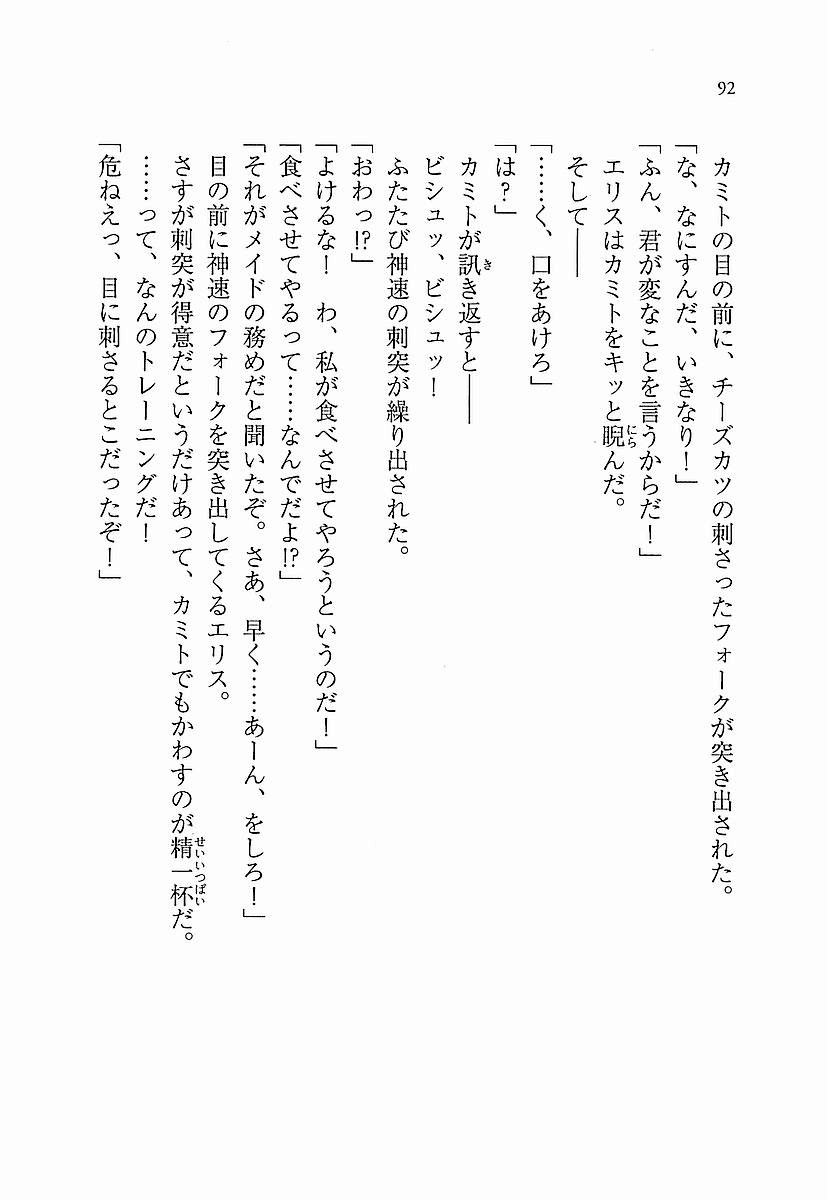 92
カミトの目の前に、チーズカツの刺さったフォークが突き出された。
「な、なにすんだ、いきなり！」
「ふん、君が変なことを言うからだ！」
エリスはカミトをキッと睨んだ。
そして――
「……く、口をあけろ」
「は？」
カミトが訊き返すと――
ビシュッ、ビシュッ！
ふたたび神速の刺突が繰り出された。
「おわっ!?」
「よけるな！　わ、私が食べさせてやろうというのだ！」
「食べさせてやるって……なんでだよ!?」
「それがメイドの務めだと聞いたぞ。さあ、早く……あーん、をしろ！」
目の前に神速のフォークを突き出してくるエリス。
さすが刺突が得意だというだけあって、カミトでもかわすのが精一杯だ。
……って、なんのトレーニングだ！
「危ねえっ、目に刺さるとこだったぞ！」